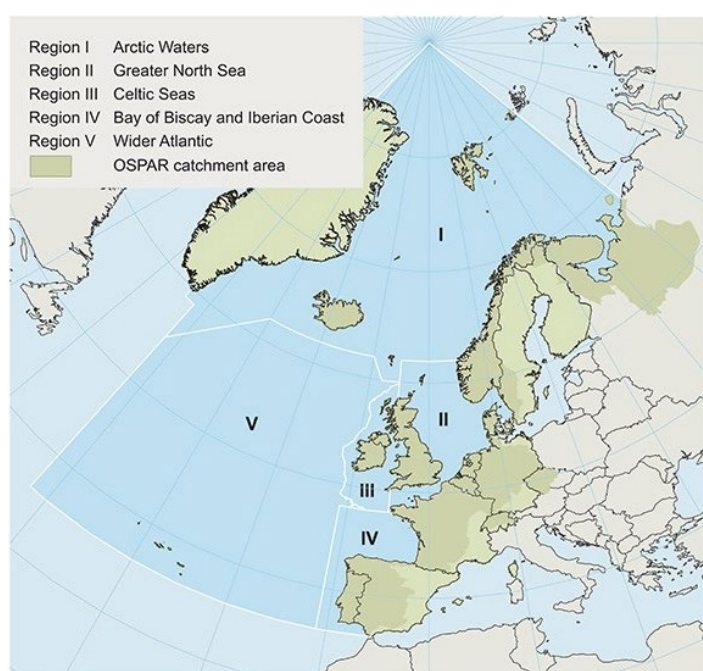 Region I Arctic Waters
Region II Greater North Sea
Region III Celtic Seas
Region IV Bay of Biscay and Iberian Coast
Region V Wider Atlantic
OSPAR catchment area
I
V
II
III
IV